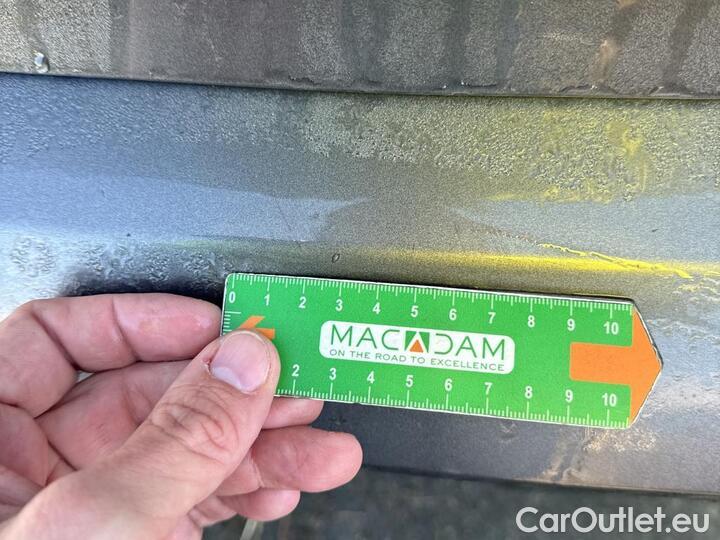 0 1 2 3 4 5 6 7 8 9 10
MACADAM
ON THE ROAD TO EXCELLENCE
2 3 4 5 6 7 8 9 10
CarOutlet.eu